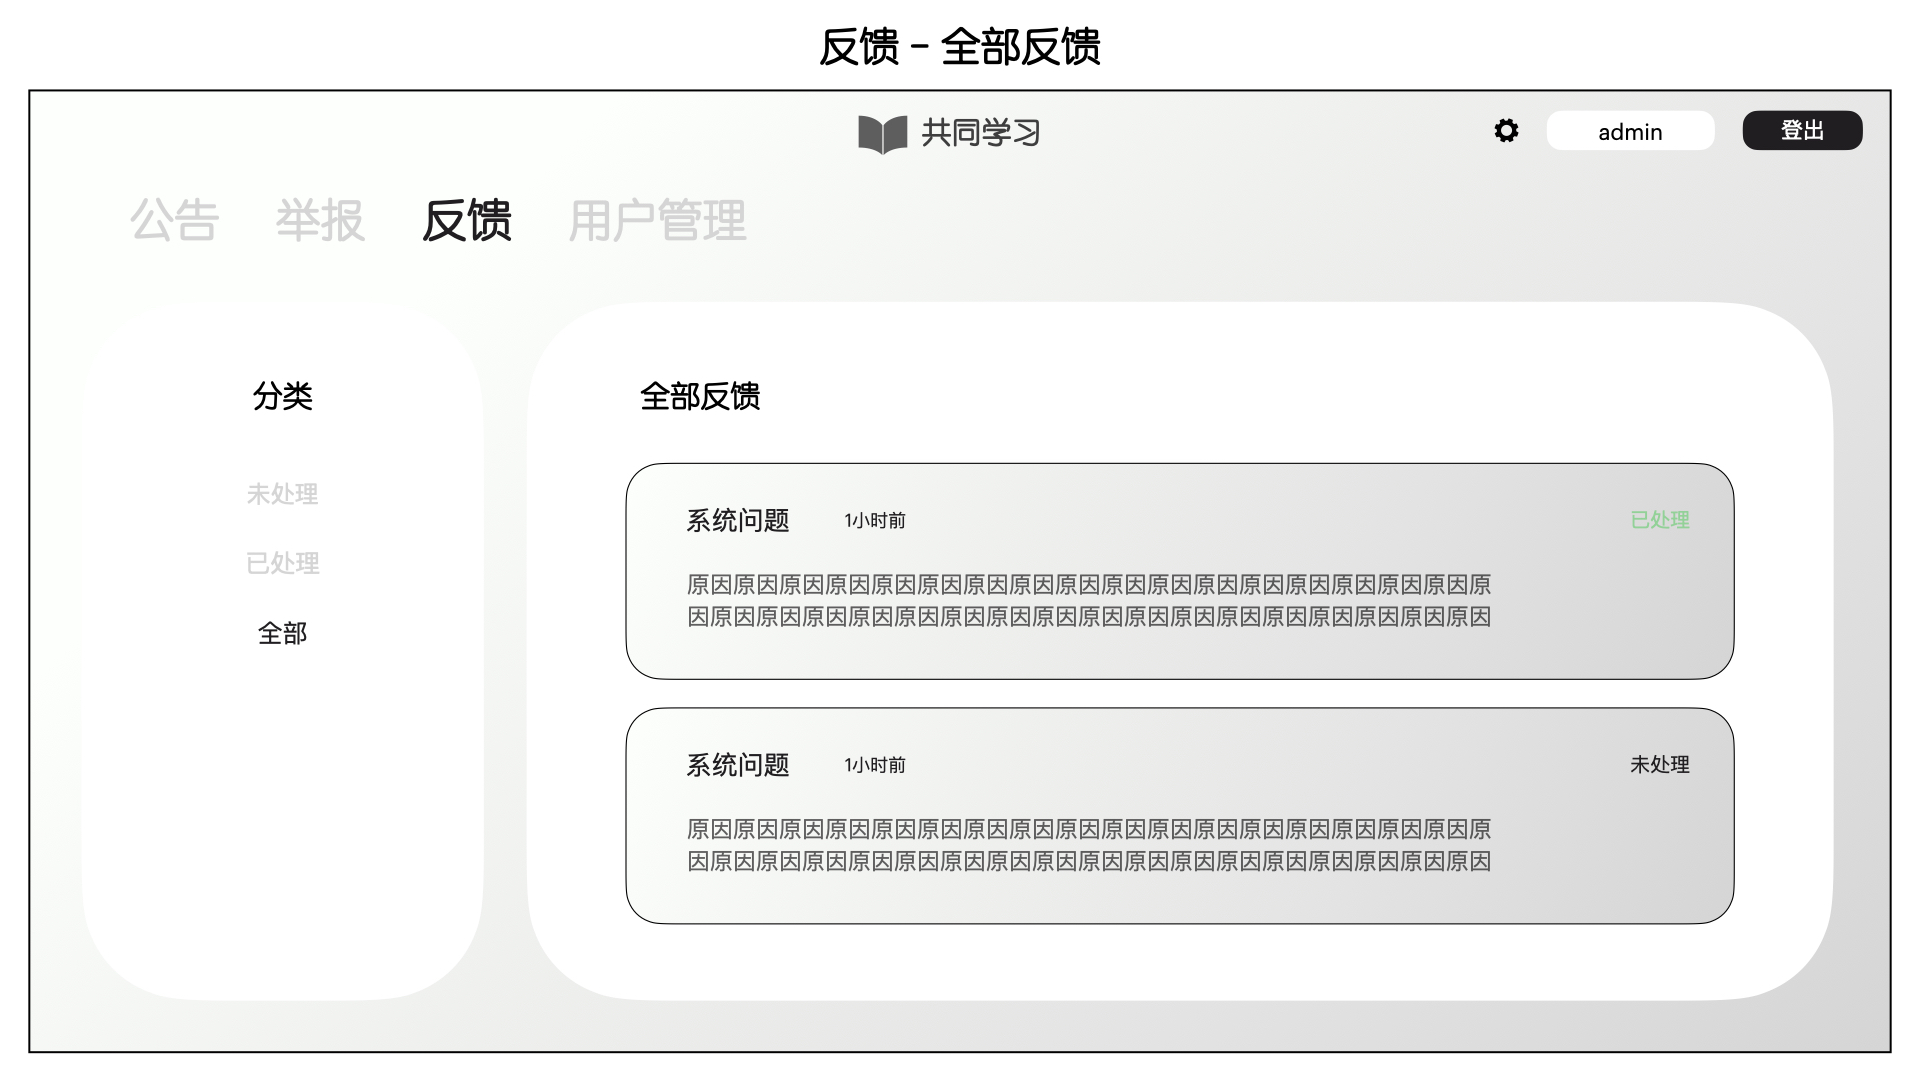 反馈 - 全部反馈
共同学习
admin
登出
公告 举报 反馈 用户管理
分类
未处理
已处理
全部
全部反馈
系统问题 1小时前 已处理
原因原因原因原因原因原因原因原因原因原因原因原因原因原因原因原因原因原
因原因原因原因原因原因原因原因原因原因原因原因原因原因原因原因原因原因
系统问题 1小时前 未处理
原因原因原因原因原因原因原因原因原因原因原因原因原因原因原因原因原因原
因原因原因原因原因原因原因原因原因原因原因原因原因原因原因原因原因原因